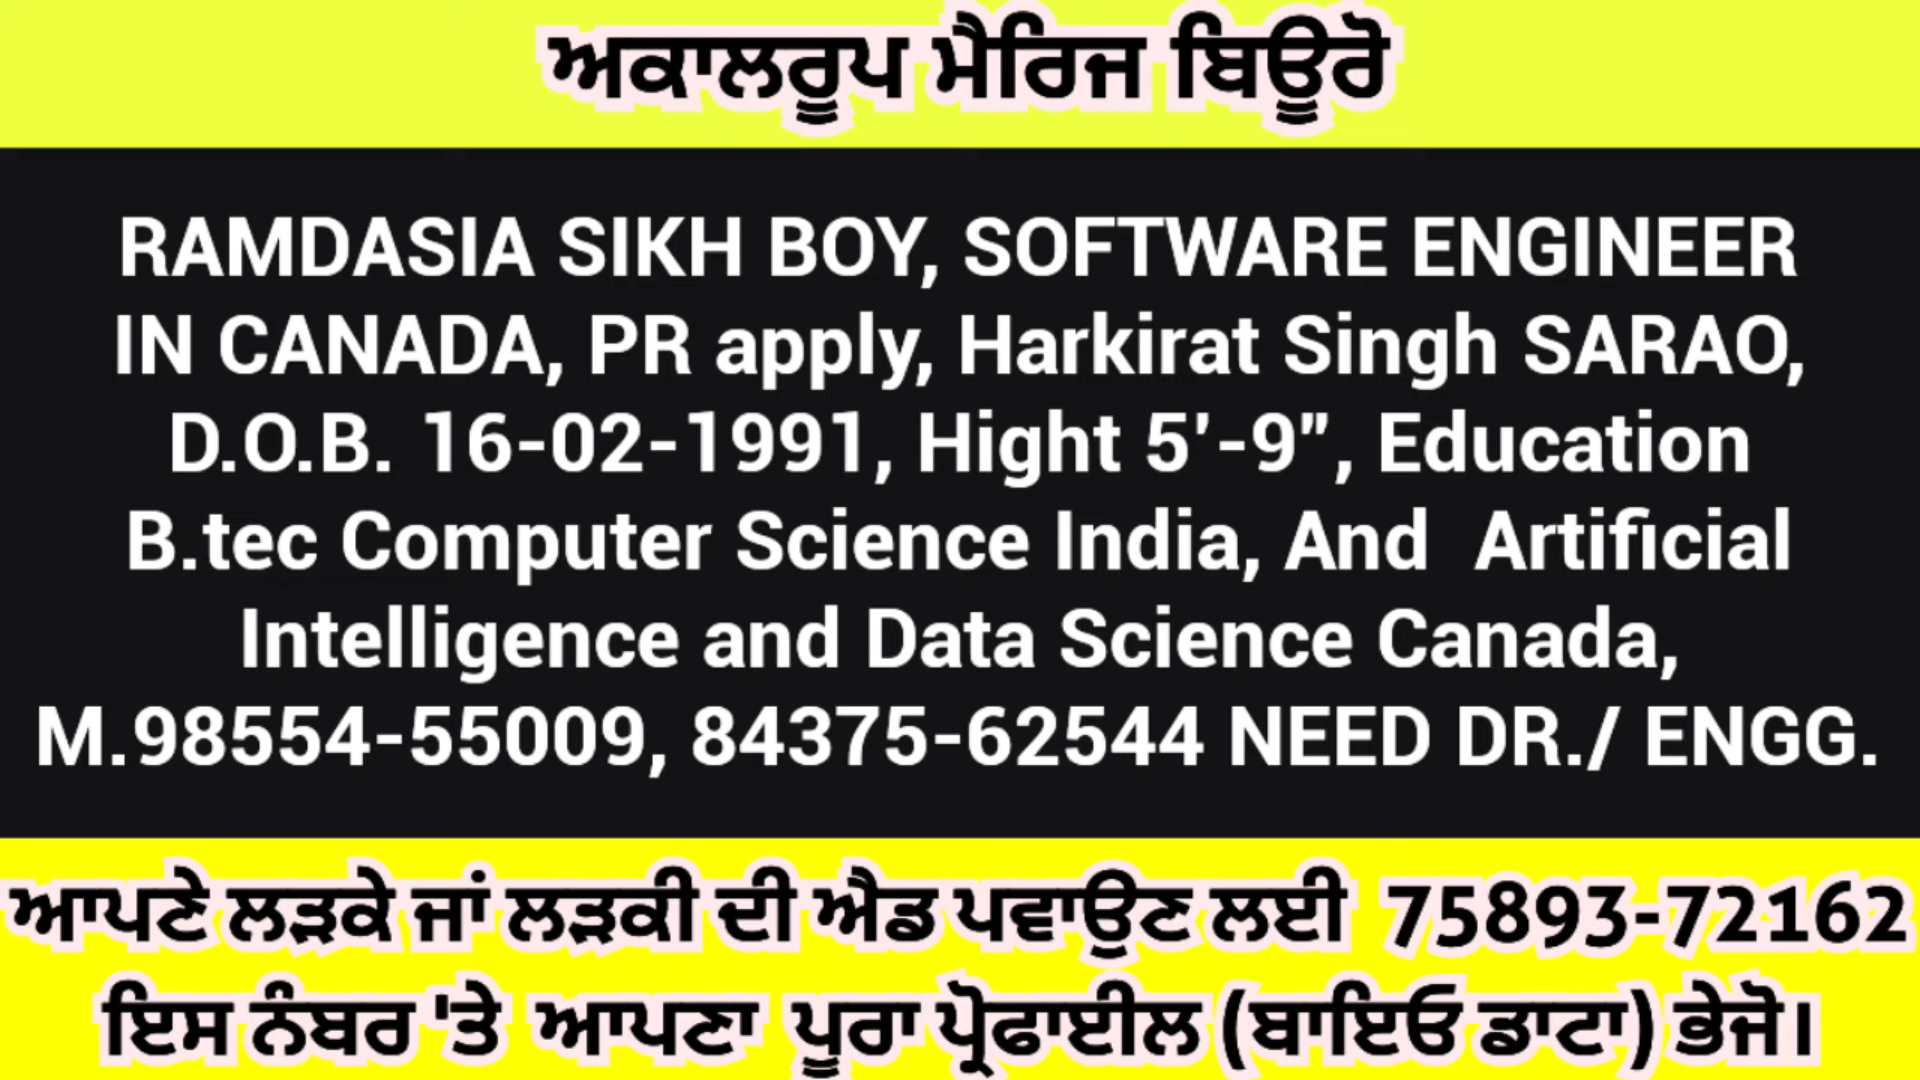 ਅਕਾਲਰੂਪ ਮੈਰਿਜ ਬਿਊਰੋ
RAMDASIA SIKH BOY, SOFTWARE ENGINEER
IN CANADA, PR apply, Harkirat Singh SARAO,
D.O.B. 16-02-1991, Hight 5'-9", Education
B.tec Computer Science India, And  Artificial
Intelligence and Data Science Canada,
M.98554-55009, 84375-62544 NEED DR./ ENGG.
ਆਪਣੇ ਲੜਕੇ ਜਾਂ ਲੜਕੀ ਦੀ ਐਡ ਪਵਾਉਣ ਲਈ 75893-72162
ਇਸ ਨੰਬਰ 'ਤੇ ਆਪਣਾ ਪੂਰਾ ਪ੍ਰੋਫਾਈਲ (ਬਾਇਓ ਡਾਟਾ) ਭੇਜੋ।